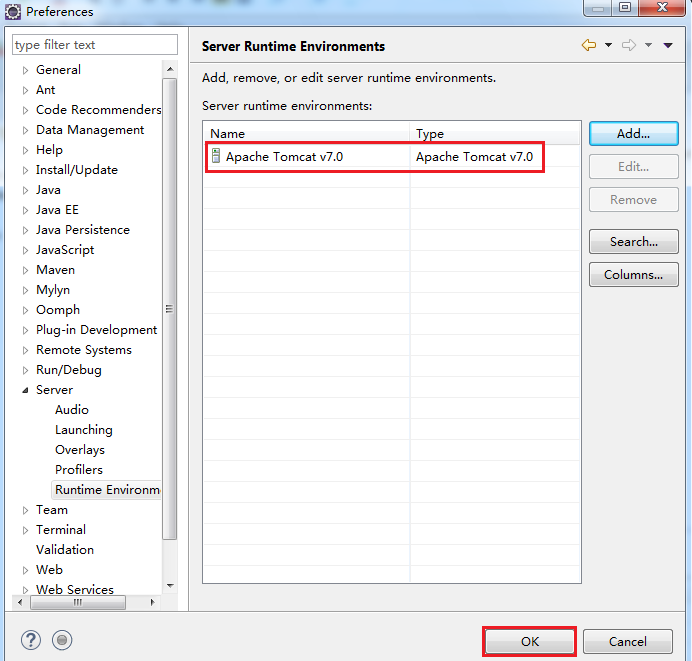 Preferences
type filter text
General
Ant
Code Recommenders
Data Management
Help
Install/Update
Java
Java EE
Java Persistence
JavaScript
Maven
Mylyn
Oomph
Plug-in Development
Remote Systems
Run/Debug
Server
Audio
Launching
Overlays
Profilers
Runtime Environm
Team
Terminal
Validation
Web
Web Services
Server Runtime Environments
Add, remove, or edit server runtime environments.
Server runtime environments:
Name Type
Apache Tomcat v7.0 Apache Tomcat v7.0
Add...
Edit...
Remove
Search...
Columns...
?
OK Cancel